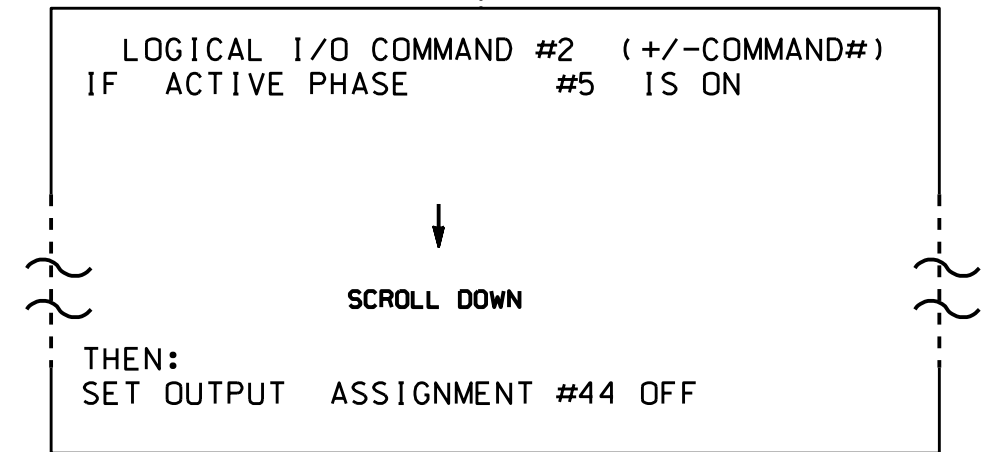 LOGICAL I/O COMMAND #2 (+/-COMMAND#)
IF ACTIVE PHASE #5 IS ON
SCROLL DOWN
THEN:
SET OUTPUT ASSIGNMENT #44 OFF